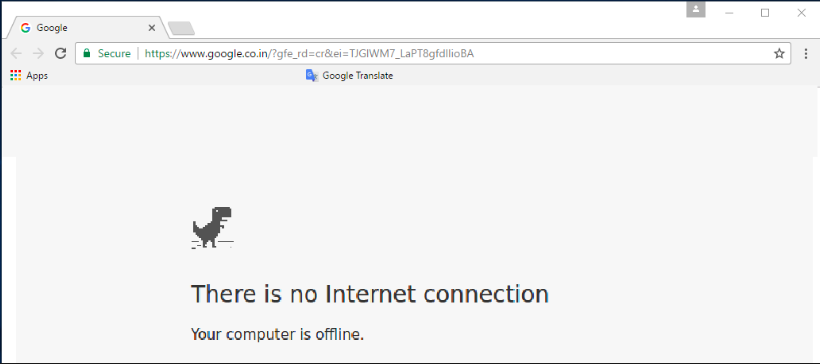 Google
Secure https://www.google.co.in/?gfe_rd=cr&ei=TJGIWM7_LaPT8gfdlIioBA
Apps Google Translate
There is no Internet connection
Your computer is offline.